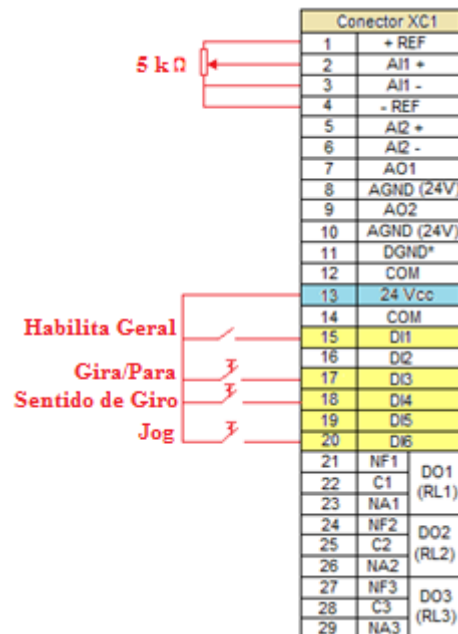 Conector XC1
1 + REF
5 k Ω
2 AI1 +
3 AI1 -
4 - REF
5 AI2 +
6 AI2 -
7 AO1
8 AGND (24V)
9 AO2
10 AGND (24V)
11 DGND*
12 COM
13 24 Vcc
14 COM
Habilita Geral
15 DI1
16 DI2
Gira/Para
17 DI3
Sentido de Giro
18 DI4
19 DI5
Jog
20 DI6
21 NF1
22 C1
23 NA1
DO1
(RL1)
24 NF2
25 C2
26 NA2
DO2
(RL2)
27 NF3
28 C3
29 NA3
DO3
(RL3)